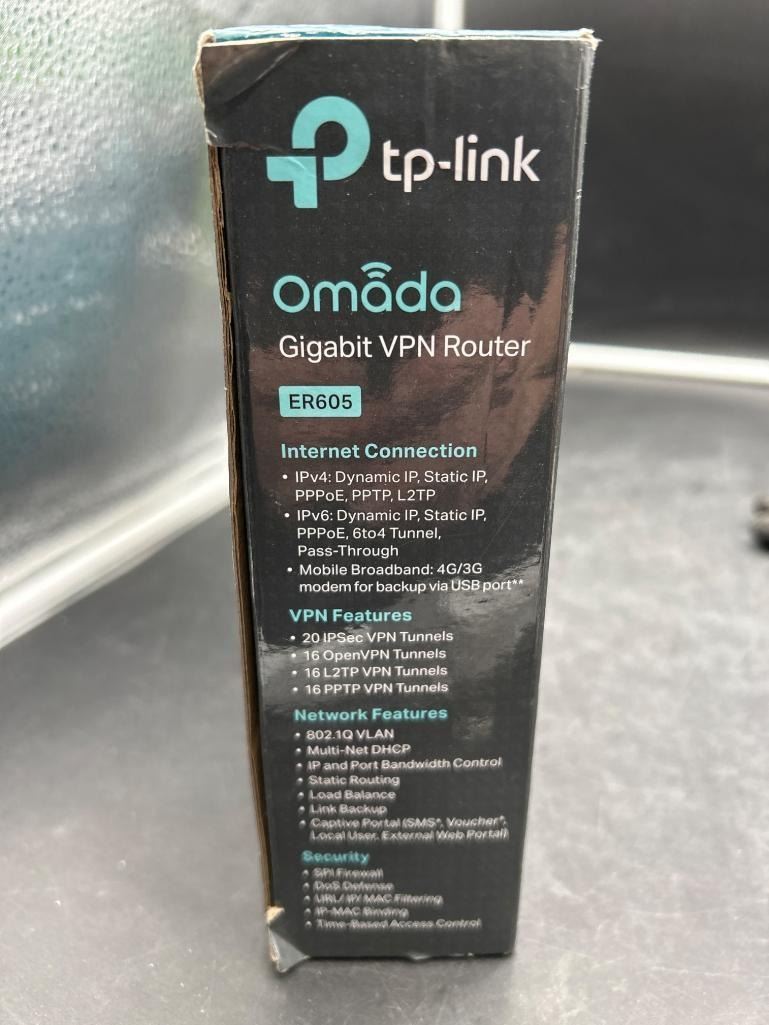 tp-link
omada
Gigabit VPN Router
ER605
Internet Connection
• IPv4: Dynamic IP, Static IP,
PPPoE, PPTP, L2TP
• IPv6: Dynamic IP, Static IP,
PPPoE, 6to4 Tunnel,
Pass-Through
• Mobile Broadband: 4G/3G
modem for backup via USB port**
VPN Features
• 20 IPSec VPN Tunnels
• 16 OpenVPN Tunnels
• 16 L2TP VPN Tunnels
• 16 PPTP VPN Tunnels
Network Features
• 802.1Q VLAN
• Multi-Net DHCP
• IP and Port Bandwidth Control
• Static Routing
• Load Balance
• Link Backup
• Captive Portal (SMS*, Voucher*,
Local User, External Web Portal)
Security
• SPI Firewall
• DoS Defense
• URL/ IP/ MAC Filtering
• IP-MAC Binding
• Time-Based Access Control